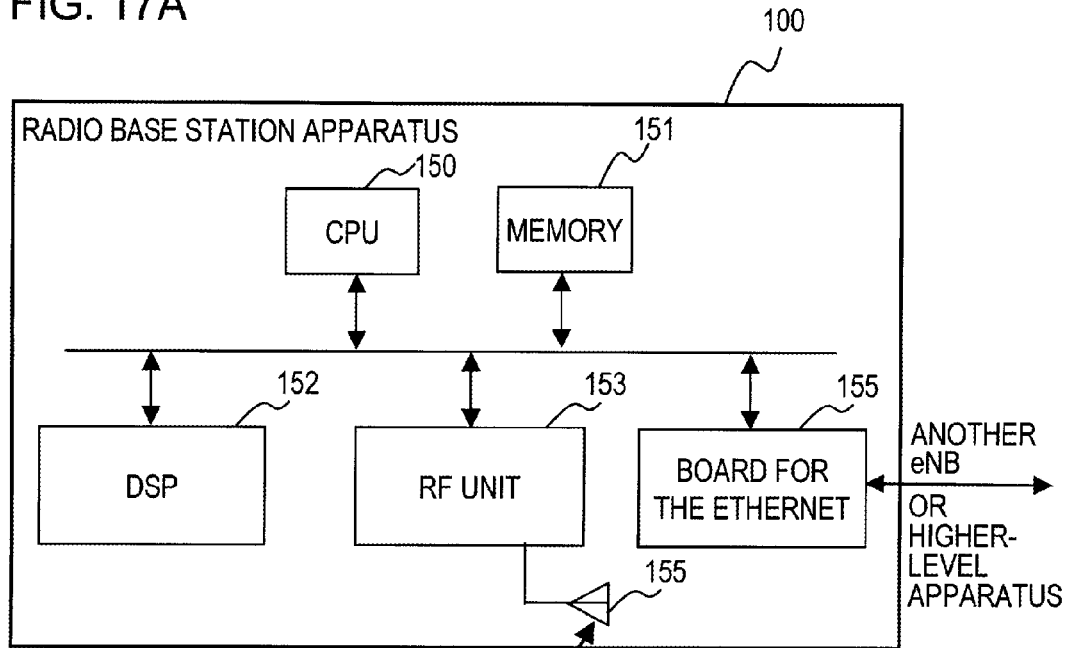 FIG. 17A
100
RADIO BASE STATION APPARATUS
150
151
CPU
MEMORY
152
153
155
DSP
RF UNIT
BOARD FOR
THE ETHERNET
ANOTHER
eNB
OR
HIGHER-
LEVEL
APPARATUS
155